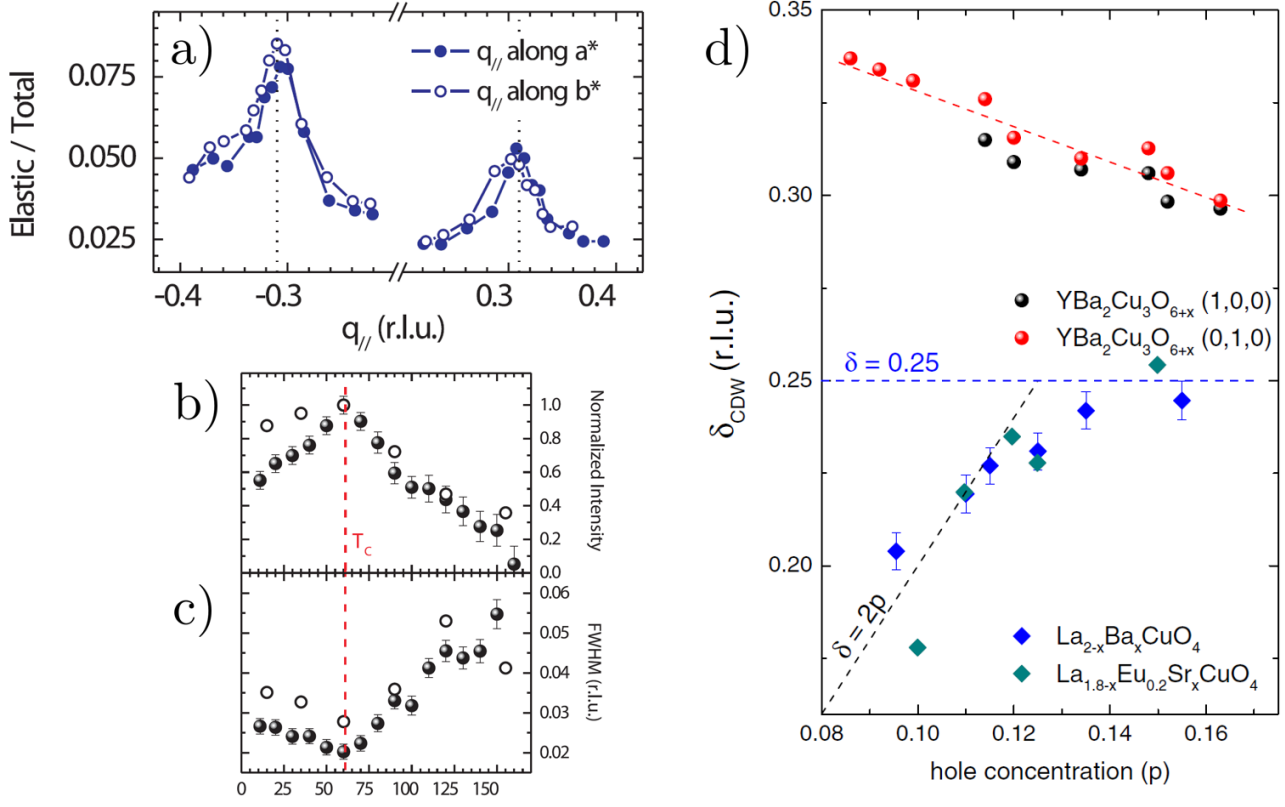 a)
q// along a*
q// along b*
0.075
0.050
0.025
Elastic / Total
-0.4 -0.3 0.3 0.4
q// (r.l.u.)
b)
1.0
0.8
0.6
0.4
0.2
0.0
Normalized Intensity
Tc
c)
0.06
0.05
0.04
0.03
0.02
FWHM (r.l.u.)
0 25 50 75 100 125 150
d)
0.35
0.30
0.25
0.20
δCDW (r.l.u.)
YBa2Cu3O6+x (1,0,0)
YBa2Cu3O6+x (0,1,0)
δ = 0.25
δ = 2p
La2-xBaxCuO4
La1.8-xEu0.2SrxCuO4
0.08 0.10 0.12 0.14 0.16
hole concentration (p)